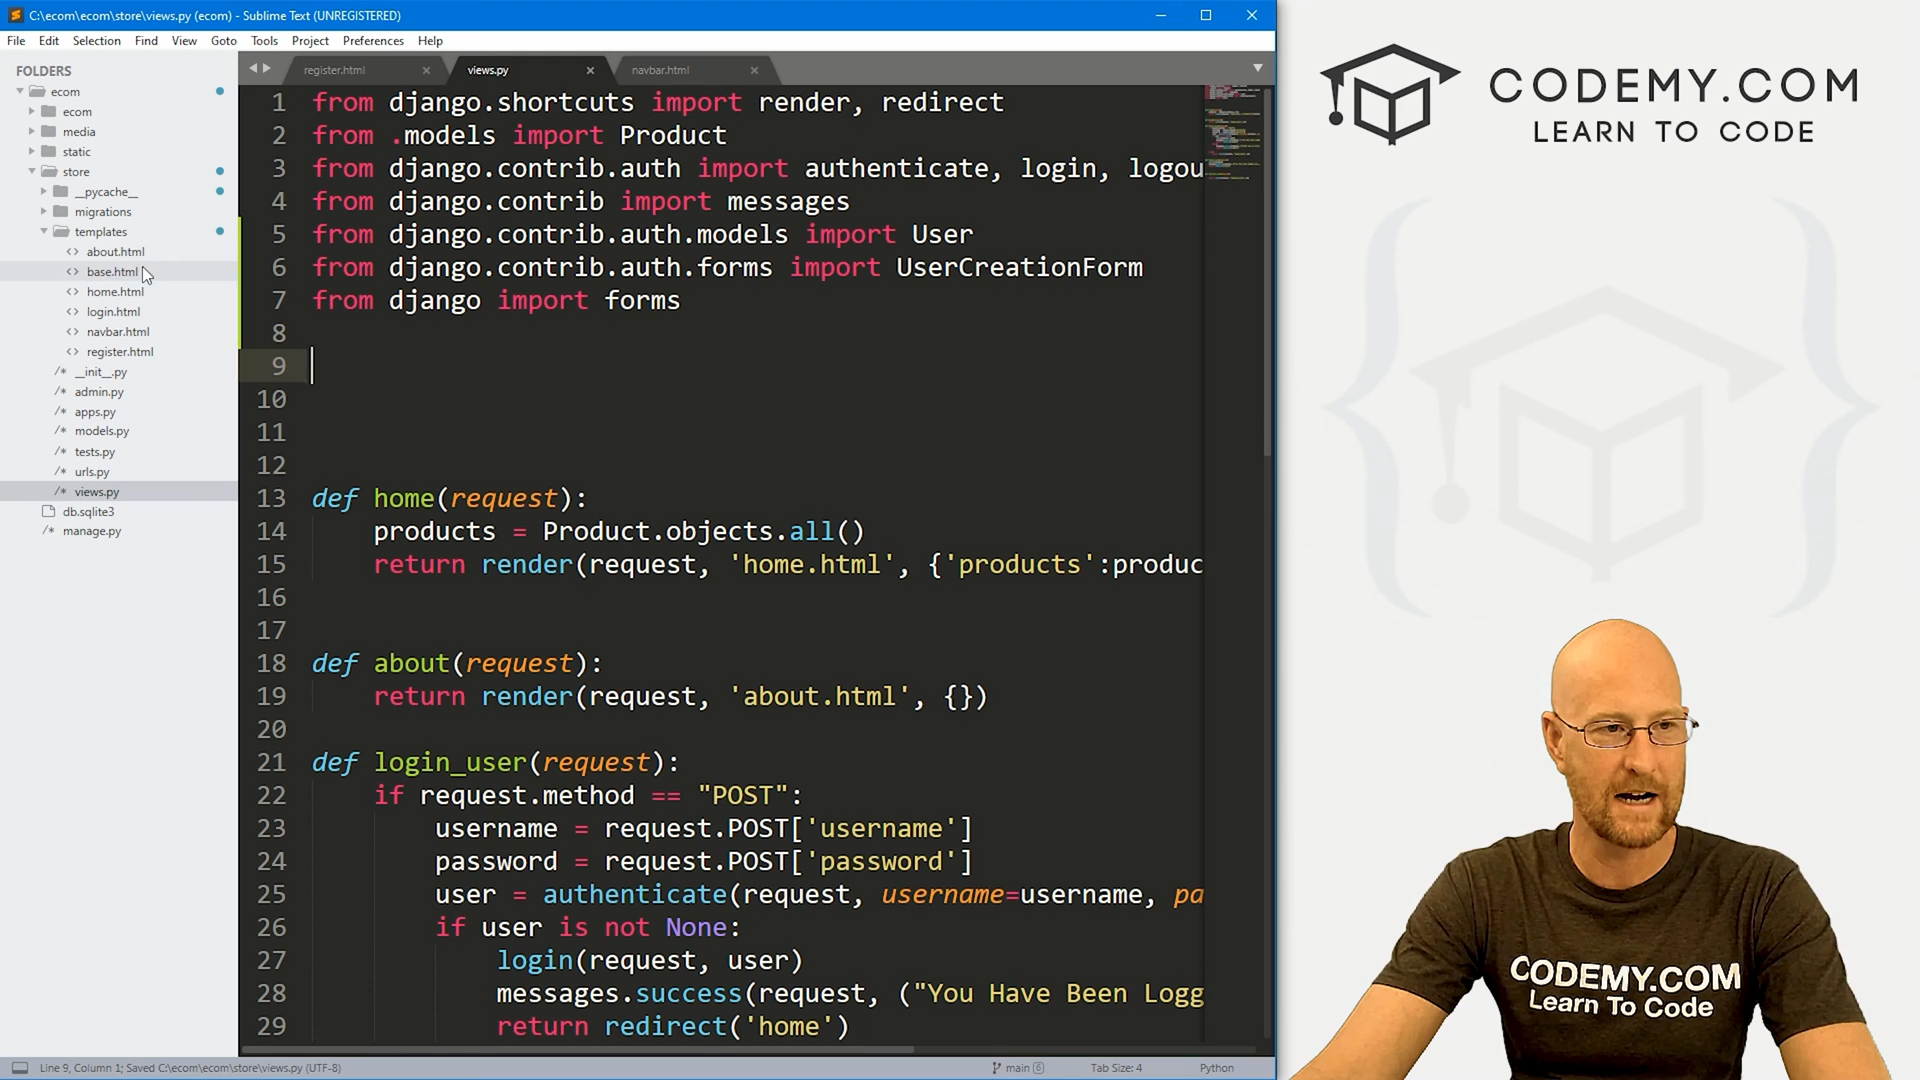 C:\ecom\ecom\store\views.py (ecom) - Sublime Text (UNREGISTERED)
File Edit Selection Find View Goto Tools Project Preferences Help
FOLDERS
ecom
ecom
media
static
store
__pycache__
migrations
templates
about.html
base.html
home.html
login.html
navbar.html
register.html
__init__.py
admin.py
apps.py
models.py
tests.py
urls.py
views.py
db.sqlite3
manage.py
register.html views.py navbar.html
1 from django.shortcuts import render, redirect
2 from .models import Product
3 from django.contrib.auth import authenticate, login, logou
4 from django.contrib import messages
5 from django.contrib.auth.models import User
6 from django.contrib.auth.forms import UserCreationForm
7 from django import forms
8
9
10
11
12
13 def home(request):
14 products = Product.objects.all()
15 return render(request, 'home.html', {'products':produc
16
17
18 def about(request):
19 return render(request, 'about.html', {})
20
21 def login_user(request):
22 if request.method == "POST":
23 username = request.POST['username']
24 password = request.POST['password']
25 user = authenticate(request, username=username, pa
26 if user is not None:
27 login(request, user)
28 messages.success(request, ("You Have Been Logg
29 return redirect('home')
Line 9, Column 1; Saved C:\ecom\ecom\store\views.py (UTF-8)
main 6
Tab Size: 4
Python
CODEMY.COM
LEARN TO CODE
CODEMY.COM
Learn To Code